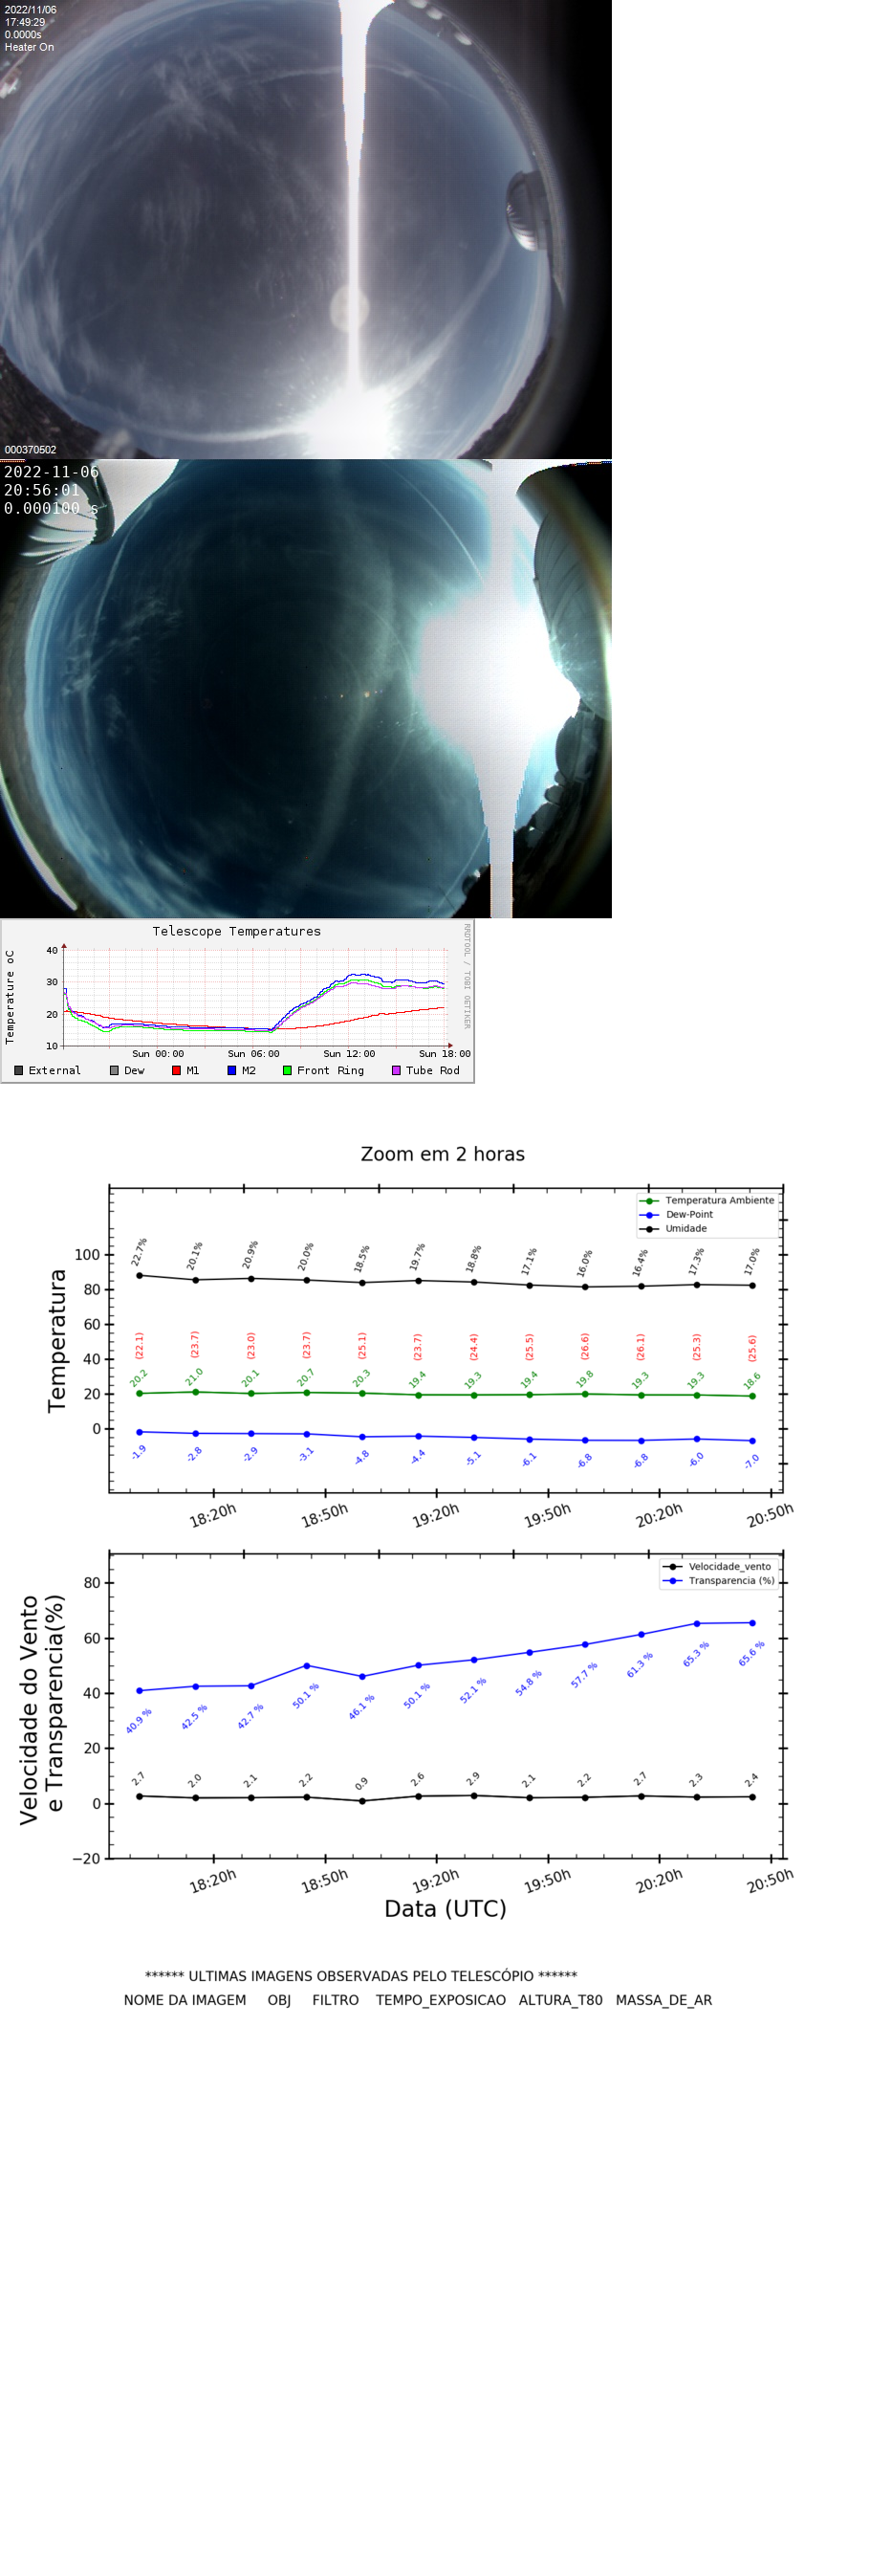 2022/11/06
17:49:29
0.0000s
Heater On
000370502
2022-11-06
20:56:01
0.000100 s
Telescope Temperatures
RRDTOOL / TOBI OETIKER
Temperature oC
40
30
20
10
Sun 00:00 Sun 06:00 Sun 12:00 Sun 18:00
External Dew M1 M2 Front Ring Tube Rod
Zoom em 2 horas
Temperatura Ambiente
Dew-Point
Umidade
Temperatura
100
80
60
40
20
0
22.7% 20.1% 20.9% 20.0% 18.5% 19.7% 18.8% 17.1% 16.0% 16.4% 17.3% 17.0%
(22.1) (23.7) (23.0) (23.7) (25.1) (23.7) (24.4) (25.5) (26.6) (26.1) (25.3) (25.6)
20.2 21.0 20.1 20.7 20.3 19.4 19.3 19.4 19.8 19.3 19.3 18.6
-1.9 -2.8 -2.9 -3.1 -4.8 -4.4 -5.1 -6.1 -6.8 -6.8 -6.0 -7.0
18:20h 18:50h 19:20h 19:50h 20:20h 20:50h
Velocidade_vento
Transparencia (%)
Velocidade do Vento
e Transparencia(%)
80
60
40
20
0
−20
40.9 % 42.5 % 42.7 % 50.1 % 46.1 % 50.1 % 52.1 % 54.8 % 57.7 % 61.3 % 65.3 % 65.6 %
2.7 2.0 2.1 2.2 0.9 2.6 2.9 2.1 2.2 2.7 2.3 2.4
18:20h 18:50h 19:20h 19:50h 20:20h 20:50h
Data (UTC)
****** ULTIMAS IMAGENS OBSERVADAS PELO TELESCÓPIO ******
NOME DA IMAGEM OBJ FILTRO TEMPO_EXPOSICAO ALTURA_T80 MASSA_DE_AR